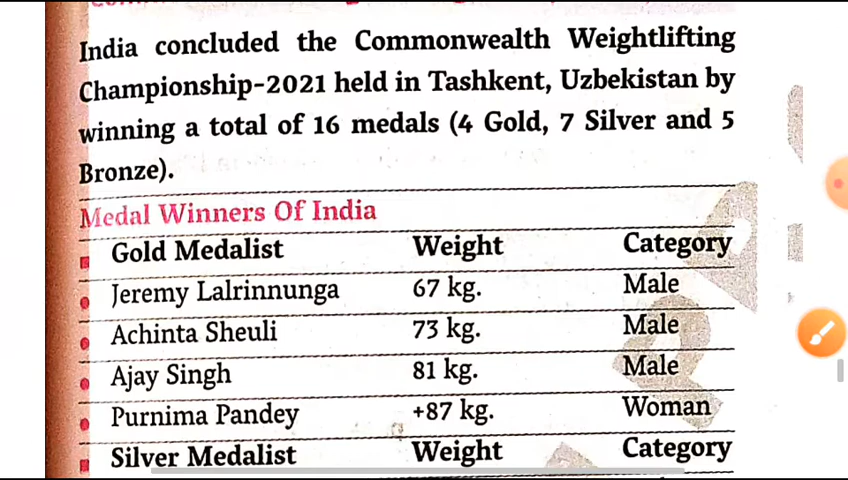 India concluded the Commonwealth Weightlifting
Championship-2021 held in Tashkent, Uzbekistan by
winning a total of 16 medals (4 Gold, 7 Silver and 5
Bronze).
Medal Winners Of India
Gold Medalist Weight Category
Jeremy Lalrinnunga 67 kg. Male
Achinta Sheuli 73 kg. Male
Ajay Singh 81 kg. Male
Purnima Pandey +87 kg. Woman
Silver Medalist Weight Category